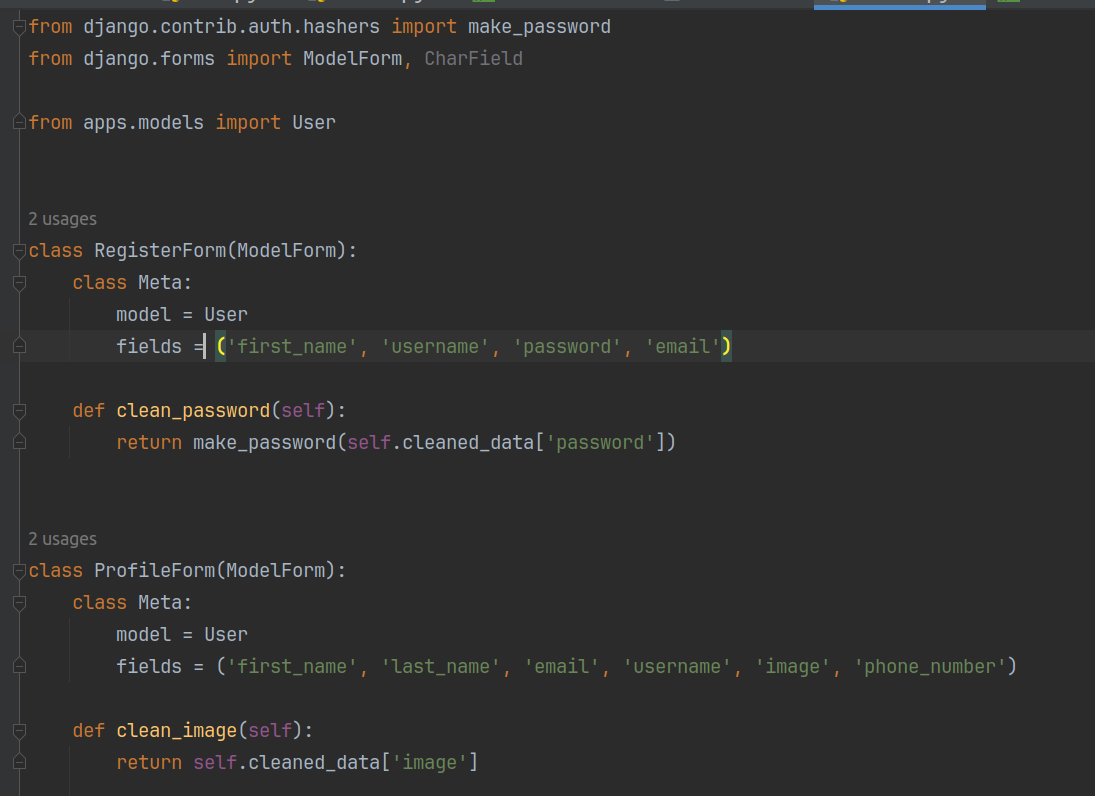 from django.contrib.auth.hashers import make_password
from django.forms import ModelForm, CharField
from apps.models import User
2 usages
class RegisterForm(ModelForm):
class Meta:
model = User
fields = ('first_name', 'username', 'password', 'email')
def clean_password(self):
return make_password(self.cleaned_data['password'])
2 usages
class ProfileForm(ModelForm):
class Meta:
model = User
fields = ('first_name', 'last_name', 'email', 'username', 'image', 'phone_number')
def clean_image(self):
return self.cleaned_data['image']